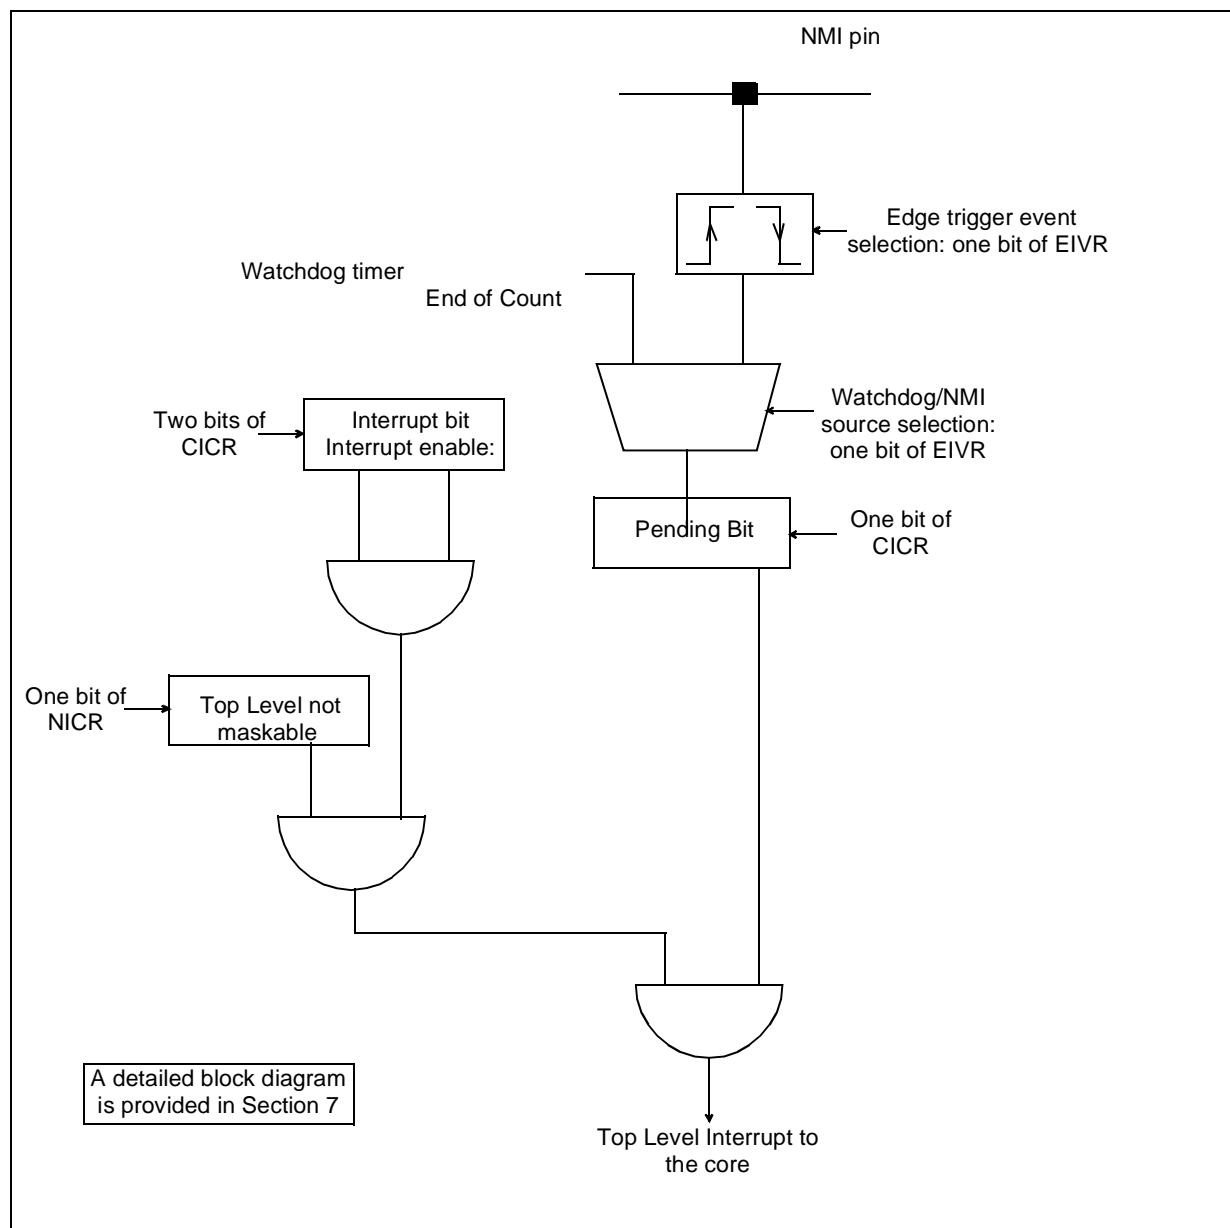 NMI pin
Edge trigger event
selection: one bit of EIVR
Watchdog timer
End of Count
Watchdog/NMI
source selection:
one bit of EIVR
Two bits of
CICR
Interrupt bit
Interrupt enable:
Pending Bit
One bit of
CICR
One bit of
NICR
Top Level not
maskable
A detailed block diagram
is provided in Section 7
Top Level Interrupt to
the core